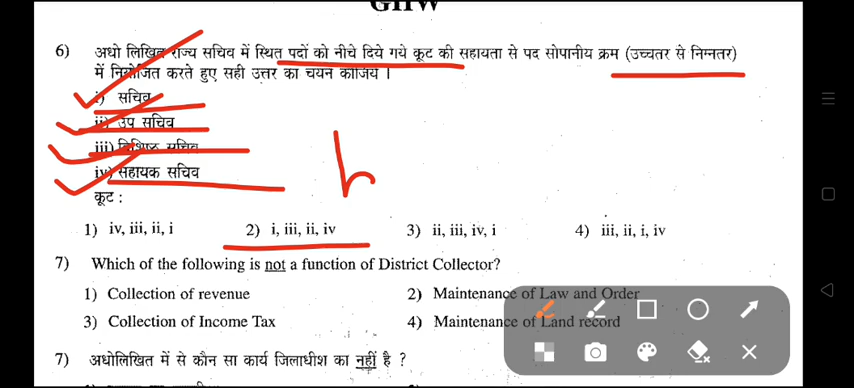 GHW
6) अधो लिखित राज्य सचिव में स्थित पदों को नीचे दिये गये कूट की सहायता से पद सोपानीय क्रम (उच्चतर से निम्नतर)
में नियोजित करते हुए सही उत्तर का चयन कीजिये ।
i) सचिव
ii) उप सचिव
iii) विशिष्ठ सचिव
iv) सहायक सचिव
h
कूट :
1) iv, iii, ii, i 2) i, iii, ii, iv 3) ii, iii, iv, i 4) iii, ii, i, iv
7) Which of the following is not a function of District Collector?
1) Collection of revenue 2) Maintenance of Law and Order
3) Collection of Income Tax 4) Maintenance of Land record
7) अधोलिखित में से कौन सा कार्य जिलाधीश का नहीं है ?